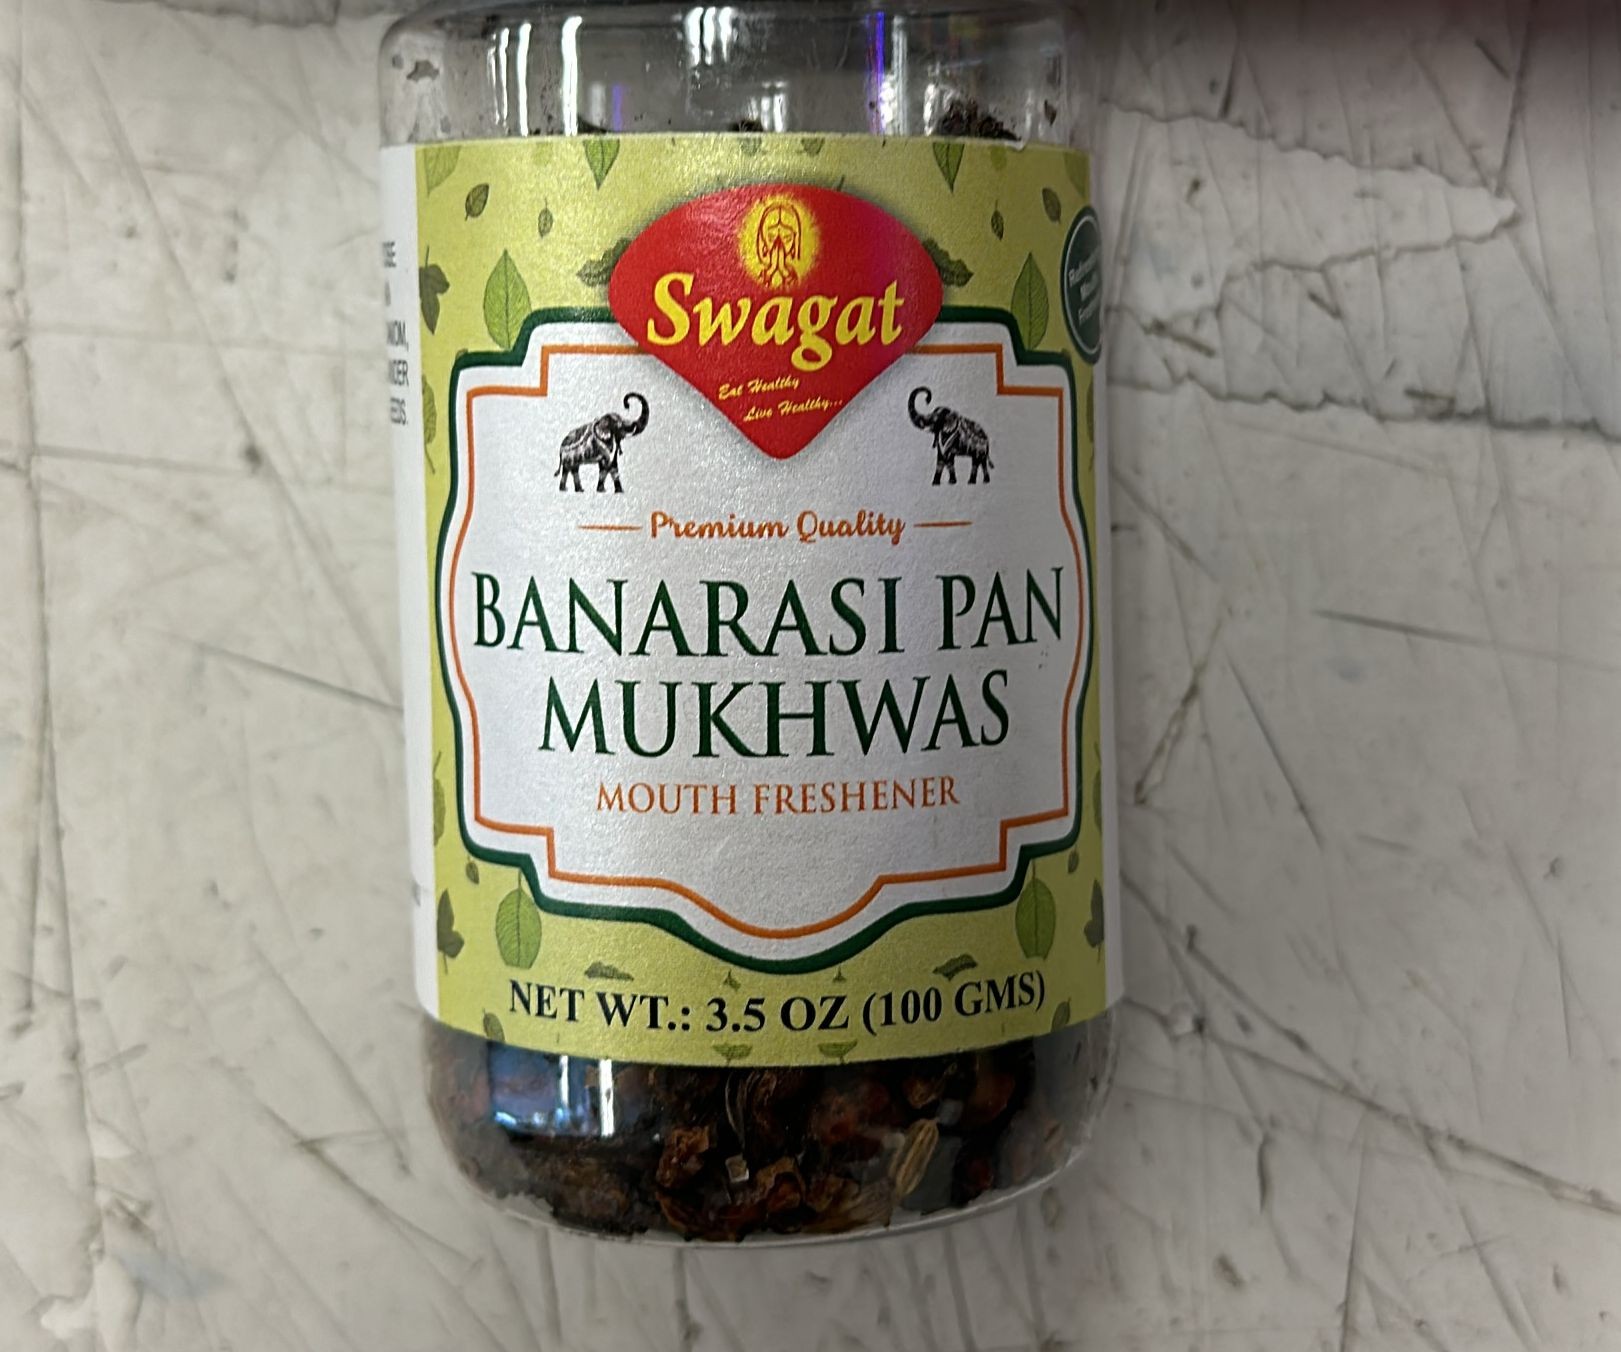 Swagat
Eat Healthy
Live Healthy...
Premium Quality
BANARASI PAN
MUKHWAS
MOUTH FRESHENER
NET WT.: 3.5 OZ (100 GMS)